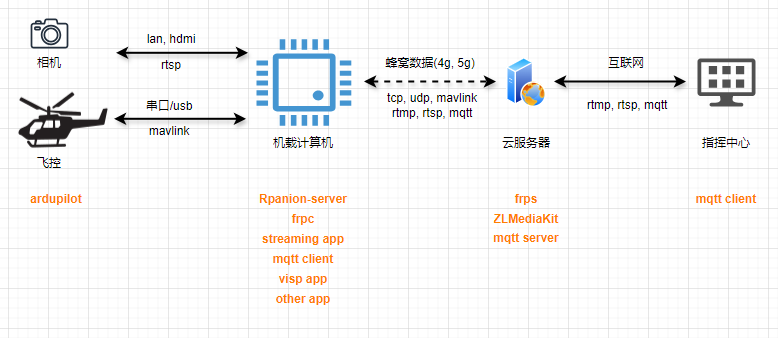 lan, hdmi
rtsp
相机
串口/usb
mavlink
飞控
机载计算机
蜂窝数据(4g, 5g)
tcp, udp, mavlink
rtmp, rtsp, mqtt
云服务器
互联网
rtmp, rtsp, mqtt
指挥中心
ardupilot
Rpanion-server
frpc
streaming app
mqtt client
visp app
other app
frps
ZLMediaKit
mqtt server
mqtt client